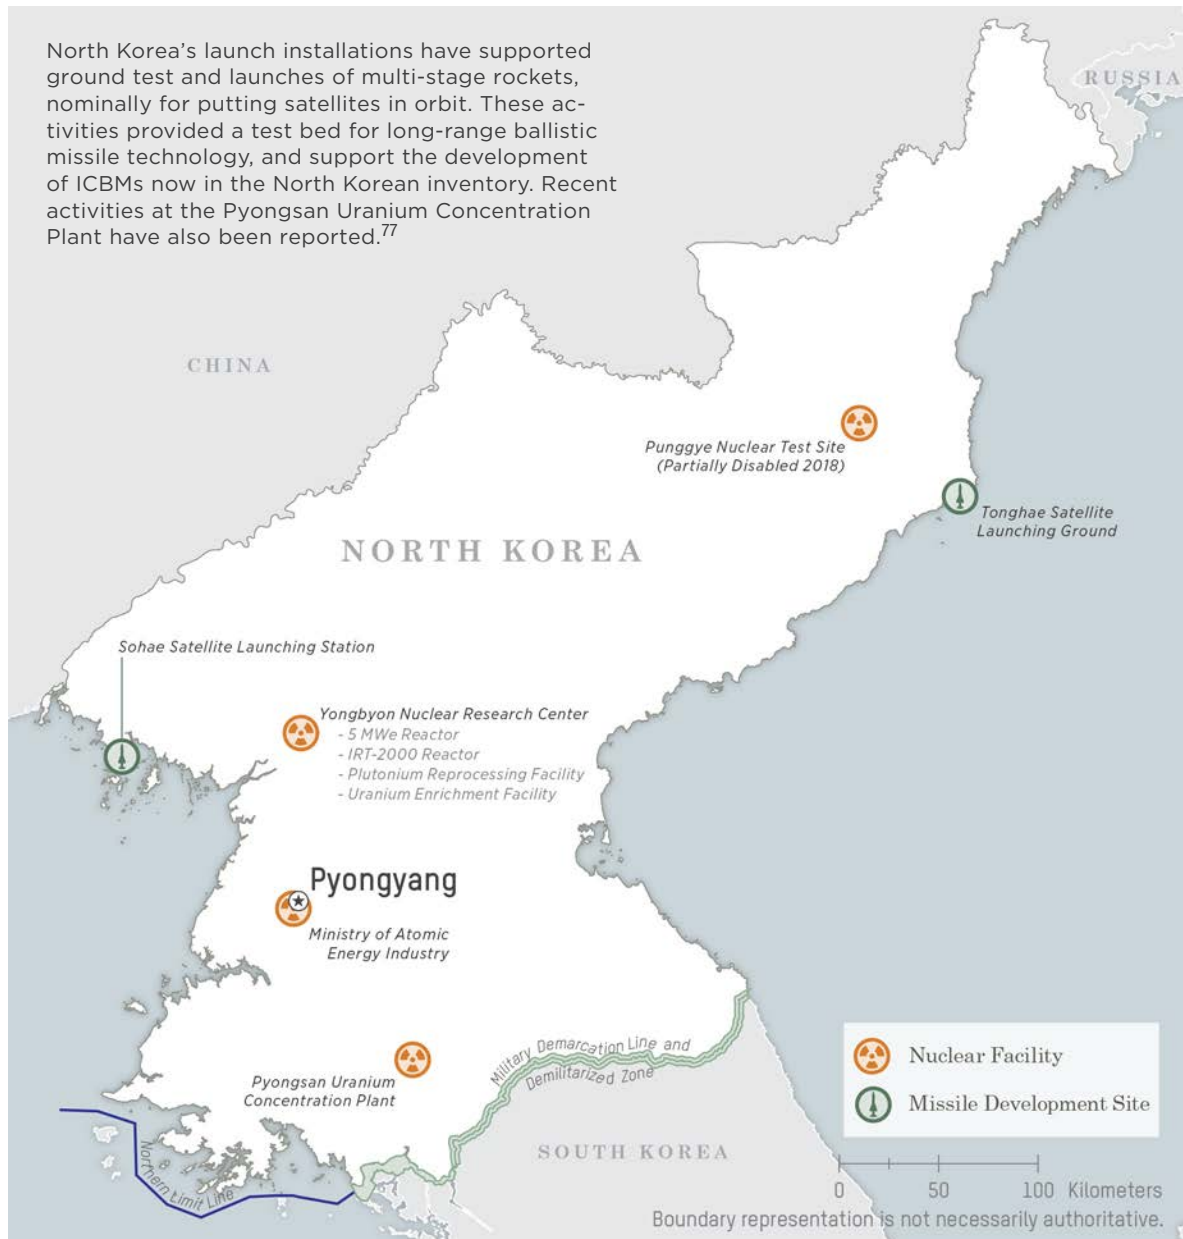 North Korea’s launch installations have supported
ground test and launches of multi-stage rockets,
nominally for putting satellites in orbit. These ac-
tivities provided a test bed for long-range ballistic
missile technology, and support the development
of ICBMs now in the North Korean inventory. Recent
activities at the Pyongsan Uranium Concentration
Plant have also been reported.77
RUSSIA
CHINA
Punggye Nuclear Test Site
(Partially Disabled 2018)
Tonghae Satellite
Launching Ground
NORTH KOREA
Sohae Satellite Launching Station
Yongbyon Nuclear Research Center
- 5 MWe Reactor
- IRT-2000 Reactor
- Plutonium Reprocessing Facility
- Uranium Enrichment Facility
Pyongyang
Ministry of Atomic
Energy Industry
Military Demarcation Line and
Demilitarized Zone
Pyongsan Uranium
Concentration Plant
Northern Limit Line
SOUTH KOREA
Nuclear Facility
Missile Development Site
0 50 100 Kilometers
Boundary representation is not necessarily authoritative.